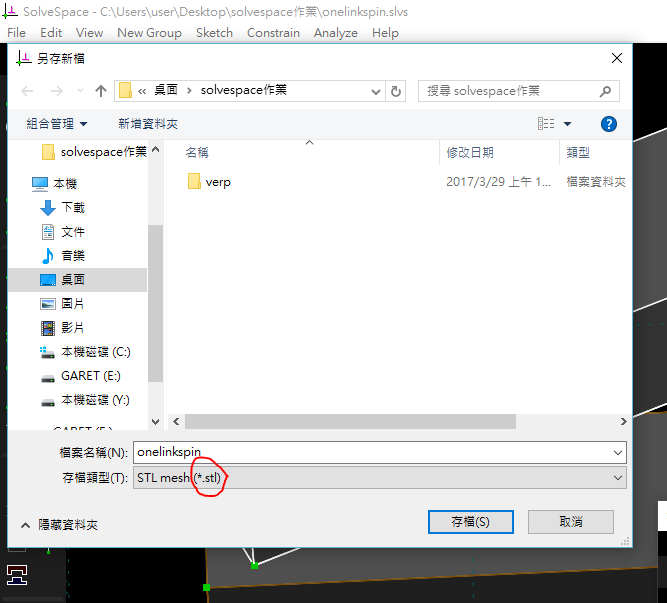 SolveSpace - C:\Users\user\Desktop\solvespace作業\onelinkspin.slvs
File Edit View New Group Sketch Constrain Analyze Help
另存新檔
« 桌面 › solvespace作業
搜尋 solvespace作業
組合管理 新增資料夾
?
名稱 修改日期 類型
solvespace作業
verp 2017/3/29 上午 1... 檔案資料夾
本機
下載
文件
音樂
桌面
圖片
影片
本機磁碟 (C:)
GARET (E:)
本機磁碟 (Y:)
GARET (E:)
檔案名稱(N): onelinkspin
存檔類型(T): STL mesh (*.stl)
隱藏資料夾 存檔(S) 取消